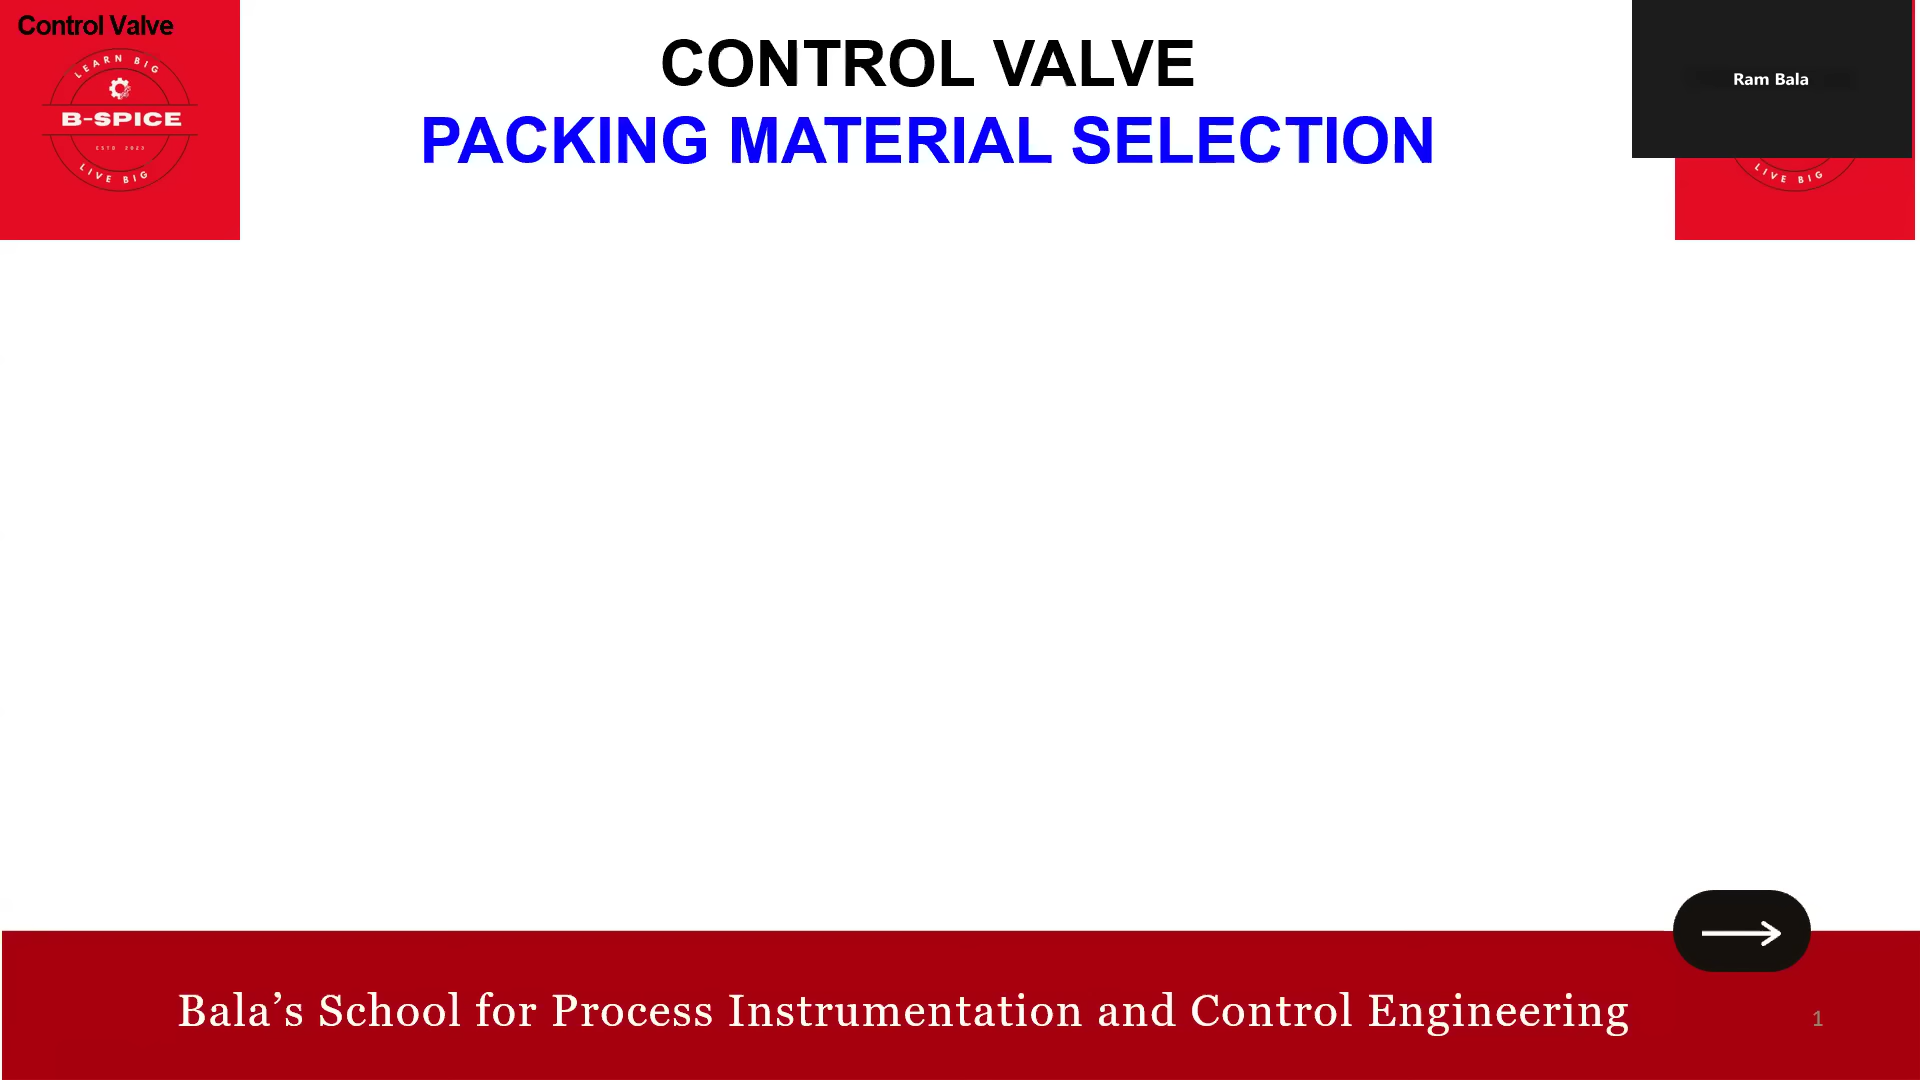 Control Valve
LEARN BIG
B-SPICE
ESTD 2023
LIVE BIG
CONTROL VALVE
PACKING MATERIAL SELECTION
Ram Bala
LIVE BIG
Bala’s School for Process Instrumentation and Control Engineering
1